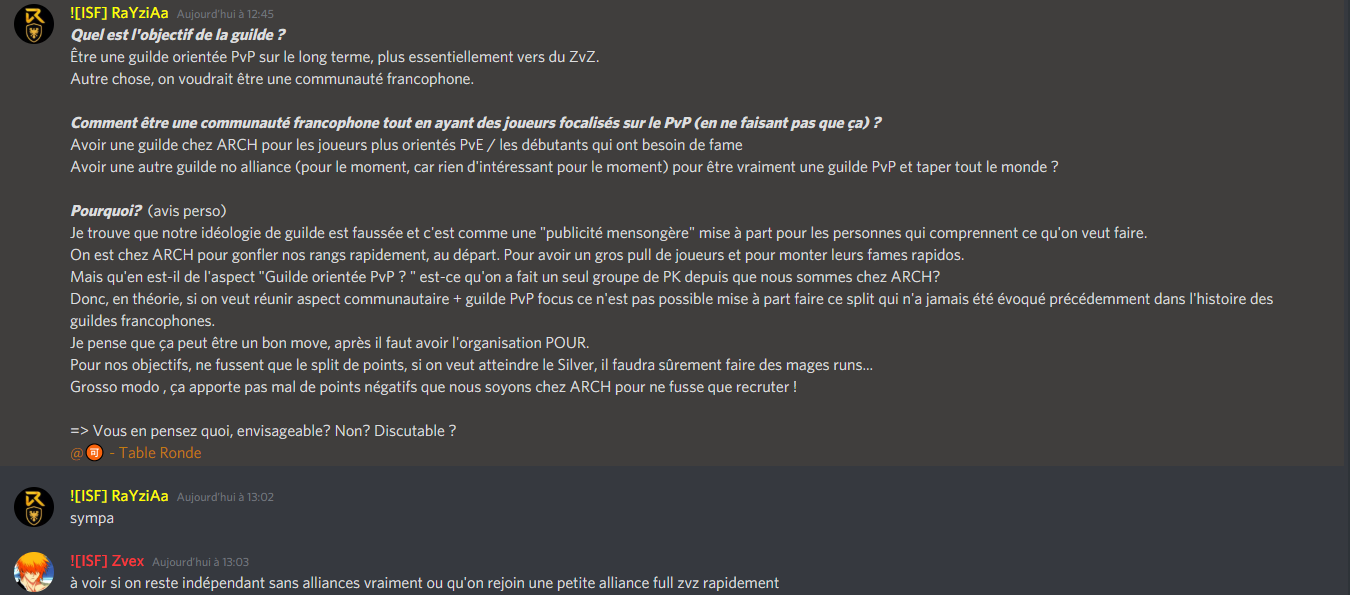 ![ISF] RaYziAa Aujourd'hui à 12:45
Quel est l'objectif de la guilde ?
Être une guilde orientée PvP sur le long terme, plus essentiellement vers du ZvZ.
Autre chose, on voudrait être une communauté francophone.
Comment être une communauté francophone tout en ayant des joueurs focalisés sur le PvP (en ne faisant pas que ça) ?
Avoir une guilde chez ARCH pour les joueurs plus orientés PvE / les débutants qui ont besoin de fame
Avoir une autre guilde no alliance (pour le moment, car rien d'intéressant pour le moment) pour être vraiment une guilde PvP et taper tout le monde ?
Pourquoi? (avis perso)
Je trouve que notre idéologie de guilde est faussée et c'est comme une "publicité mensongère" mise à part pour les personnes qui comprennent ce qu'on veut faire.
On est chez ARCH pour gonfler nos rangs rapidement, au départ. Pour avoir un gros pull de joueurs et pour monter leurs fames rapidos.
Mais qu'en est-il de l'aspect "Guilde orientée PvP ? " est-ce qu'on a fait un seul groupe de PK depuis que nous sommes chez ARCH?
Donc, en théorie, si on veut réunir aspect communautaire + guilde PvP focus ce n'est pas possible mise à part faire ce split qui n'a jamais été évoqué précédemment dans l'histoire des
guildes francophones.
Je pense que ça peut être un bon move, après il faut avoir l'organisation POUR.
Pour nos objectifs, ne fussent que le split de points, si on veut atteindre le Silver, il faudra sûrement faire des mages runs...
Grosso modo , ça apporte pas mal de points négatifs que nous soyons chez ARCH pour ne fusse que recruter !
=> Vous en pensez quoi, envisageable? Non? Discutable ?
@🉑 - Table Ronde
![ISF] RaYziAa Aujourd'hui à 13:02
sympa
![ISF] Zvex Aujourd'hui à 13:03
à voir si on reste indépendant sans alliances vraiment ou qu'on rejoin une petite alliance full zvz rapidement